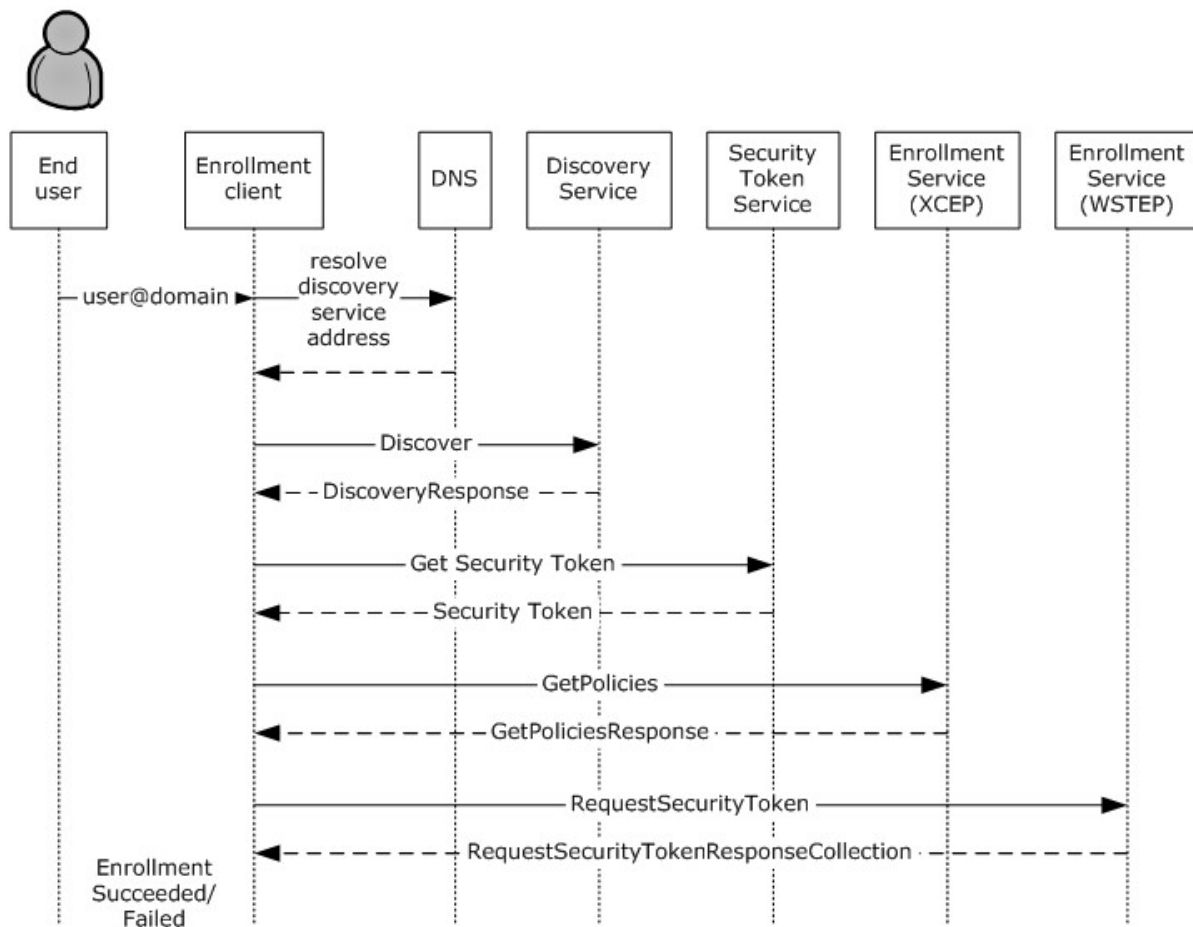 End
user
Enrollment
client
DNS
Discovery
Service
Security
Token
Service
Enrollment
Service
(XCEP)
Enrollment
Service
(WSTEP)
user@domain
resolve
discovery
service
address
Discover
DiscoveryResponse
Get Security Token
Security Token
GetPolicies
GetPoliciesResponse
RequestSecurityToken
RequestSecurityTokenResponseCollection
Enrollment
Succeeded/
Failed